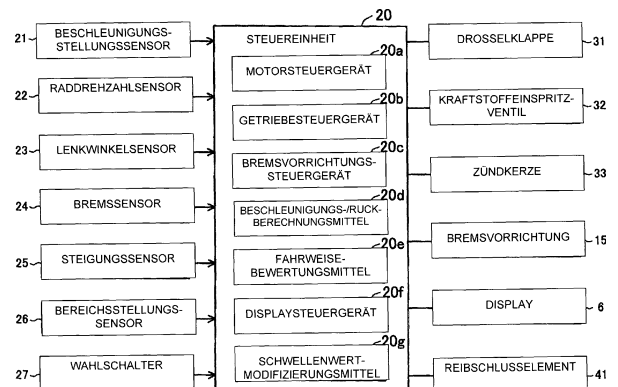 20
21 BESCHLEUNIGUNGS-
STELLUNGSSENSOR
22 RADDREHZAHLSENSOR
23 LENKWINKELSENSOR
24 BREMSSENSOR
25 STEIGUNGSSENSOR
26 BEREICHSSTELLUNGS-
SENSOR
27 WAHLSCHALTER
STEUEREINHEIT
20a
MOTORSTEUERGERÄT
20b
GETRIEBESTEUERGERÄT
20c
BREMSVORRICHTUNGS-
STEUERGERÄT
20d
BESCHLEUNIGUNGS-/RUCK-
BERECHNUNGSMITTEL
20e
FAHRWEISE-
BEWERTUNGSMITTEL
20f
DISPLAYSTEUERGERÄT
20g
SCHWELLENWERT-
MODIFIZIERUNGSMITTEL
DROSSELKLAPPE 31
KRAFTSTOFFEINSPRITZ-
VENTIL 32
ZÜNDKERZE 33
BREMSVORRICHTUNG 15
DISPLAY 6
REIBSCHLUSSELEMENT 41